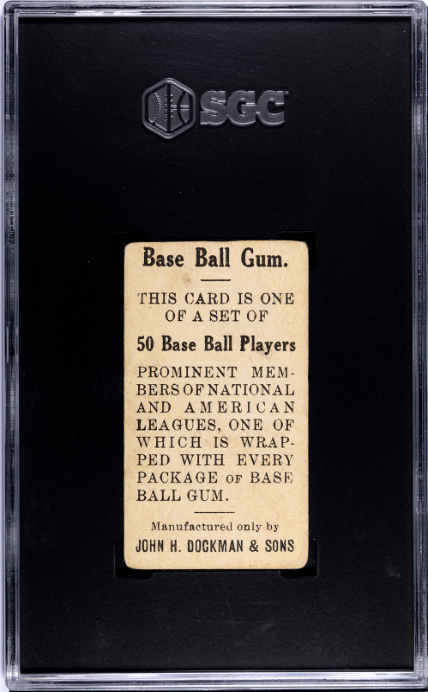 SGC
Base Ball Gum.
THIS CARD IS ONE
OF A SET OF
50 Base Ball Players
PROMINENT MEM-
BERS OF NATIONAL
AND AMERICAN
LEAGUES, ONE OF
WHICH IS WRAP-
PED WITH EVERY
PACKAGE OF BASE
BALL GUM.
Manufactured only by
JOHN H. DOCKMAN & SONS